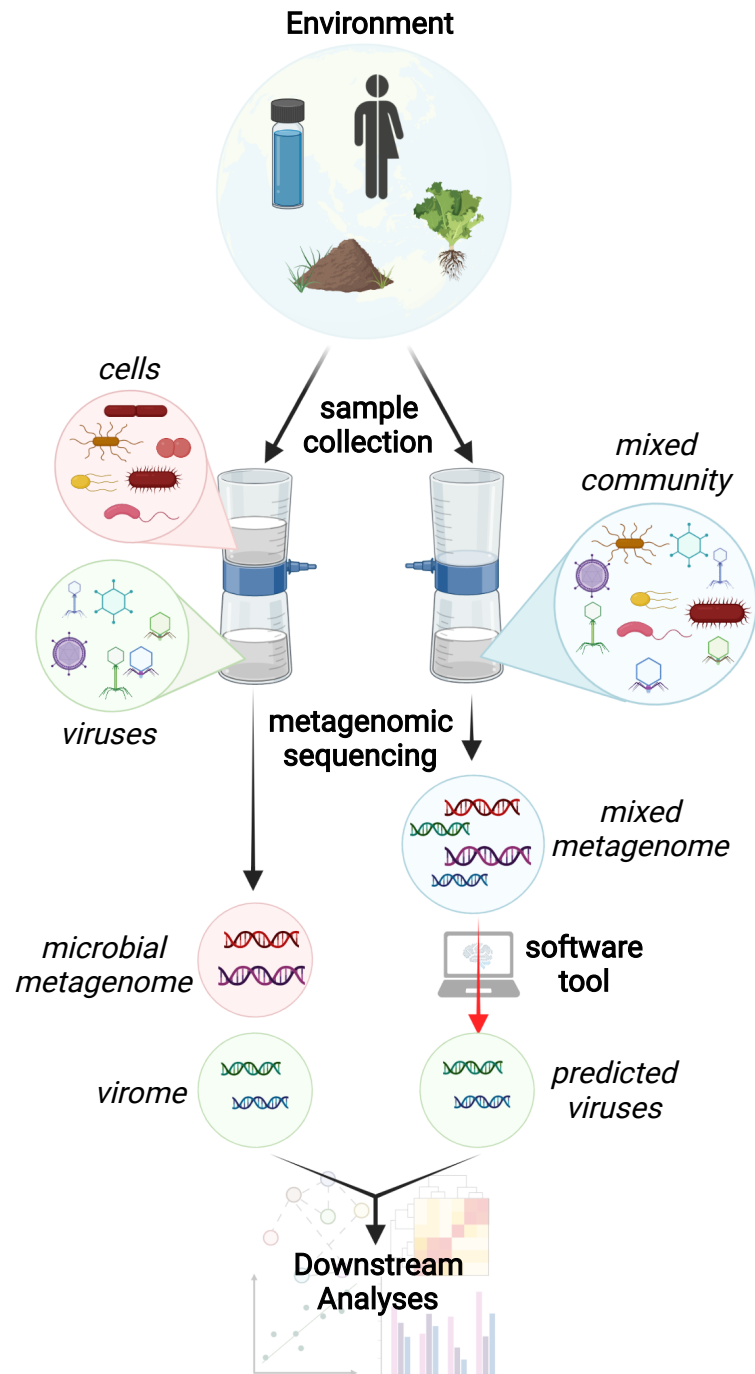 Environment
cells
sample
collection
mixed
community
viruses
metagenomic
sequencing
mixed
metagenome
microbial
metagenome
software
tool
virome
predicted
viruses
Downstream
Analyses